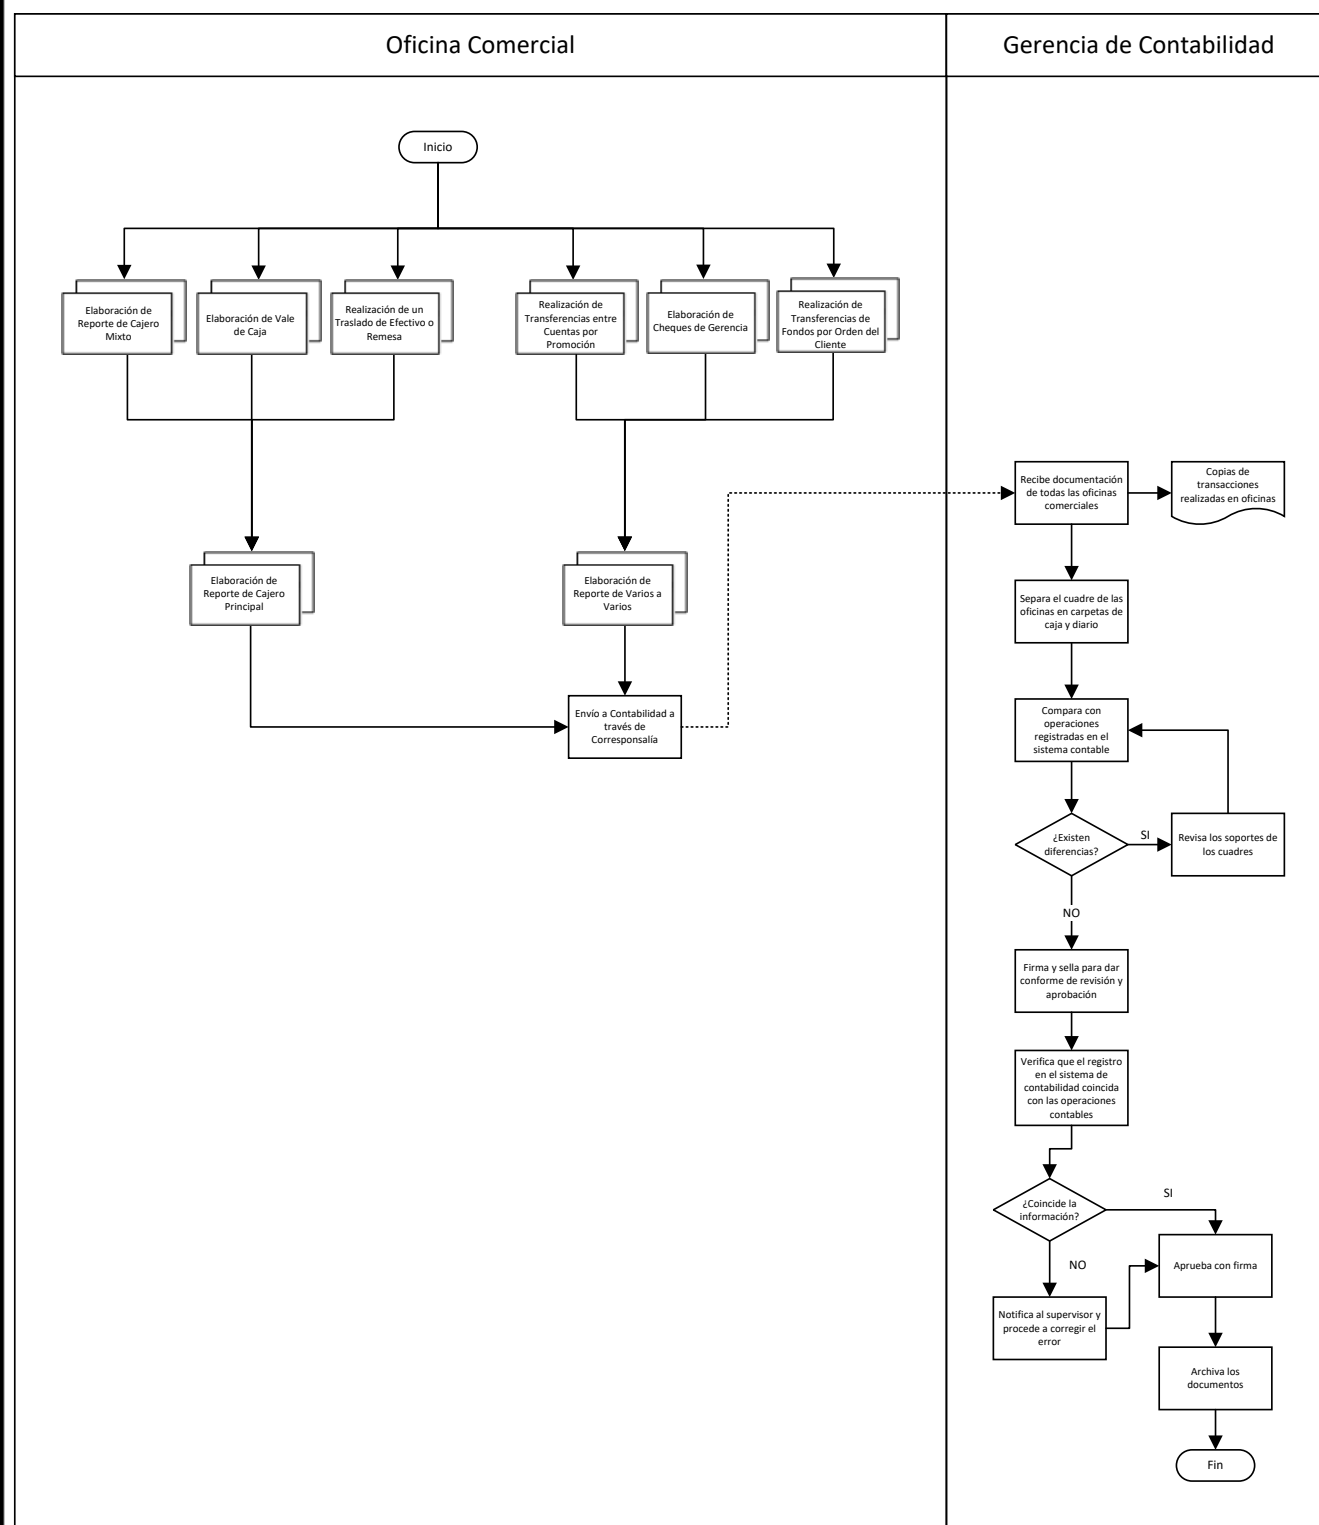 Oficina Comercial
Gerencia de Contabilidad
Inicio
Elaboración de
Reporte de Cajero
Mixto
Elaboración de Vale
de Caja
Realización de un
Traslado de Efectivo o
Remesa
Realización de
Transferencias entre
Cuentas por
Promoción
Elaboración de
Cheques de Gerencia
Realización de
Transferencias de
Fondos por Orden del
Cliente
Elaboración de
Reporte de Cajero
Principal
Elaboración de
Reporte de Varios a
Varios
Envío a Contabilidad a
través de
Corresponsalía
Recibe documentación
de todas las oficinas
comerciales
Copias de
transacciones
realizadas en oficinas
Separa el cuadre de las
oficinas en carpetas de
caja y diario
Compara con
operaciones
registradas en el
sistema contable
¿Existen
diferencias?
SI
Revisa los soportes de
los cuadres
NO
Firma y sella para dar
conforme de revisión y
aprobación
Verifica que el registro
en el sistema de
contabilidad coincida
con las operaciones
contables
¿Coincide la
información?
SI
NO
Aprueba con firma
Notifica al supervisor y
procede a corregir el
error
Archiva los
documentos
Fin